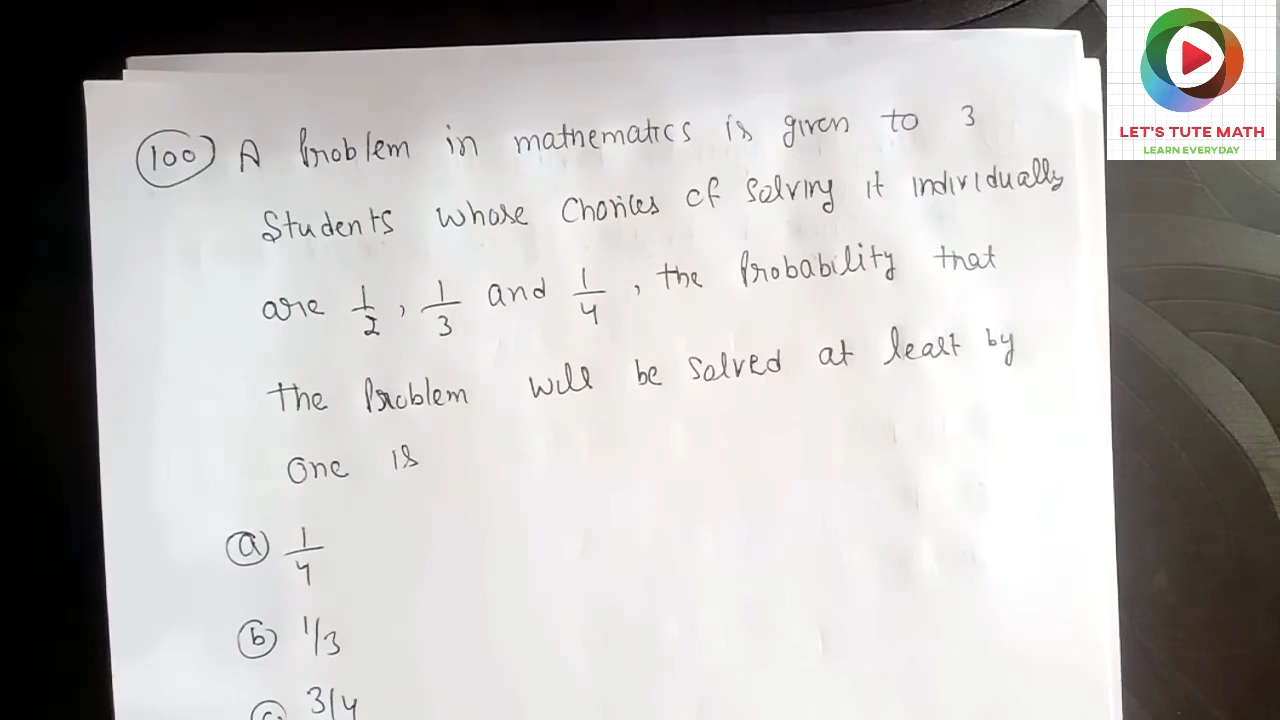 LET'S TUTE MATH
LEARN EVERYDAY
100 A Problem in mathematics is given to 3
Students whose Chances of Solving it individually
are 1/2, 1/3 and 1/4, the Probability that
the Problem will be solved at least by
One is
a 1/4
b 1/3
c 3/4